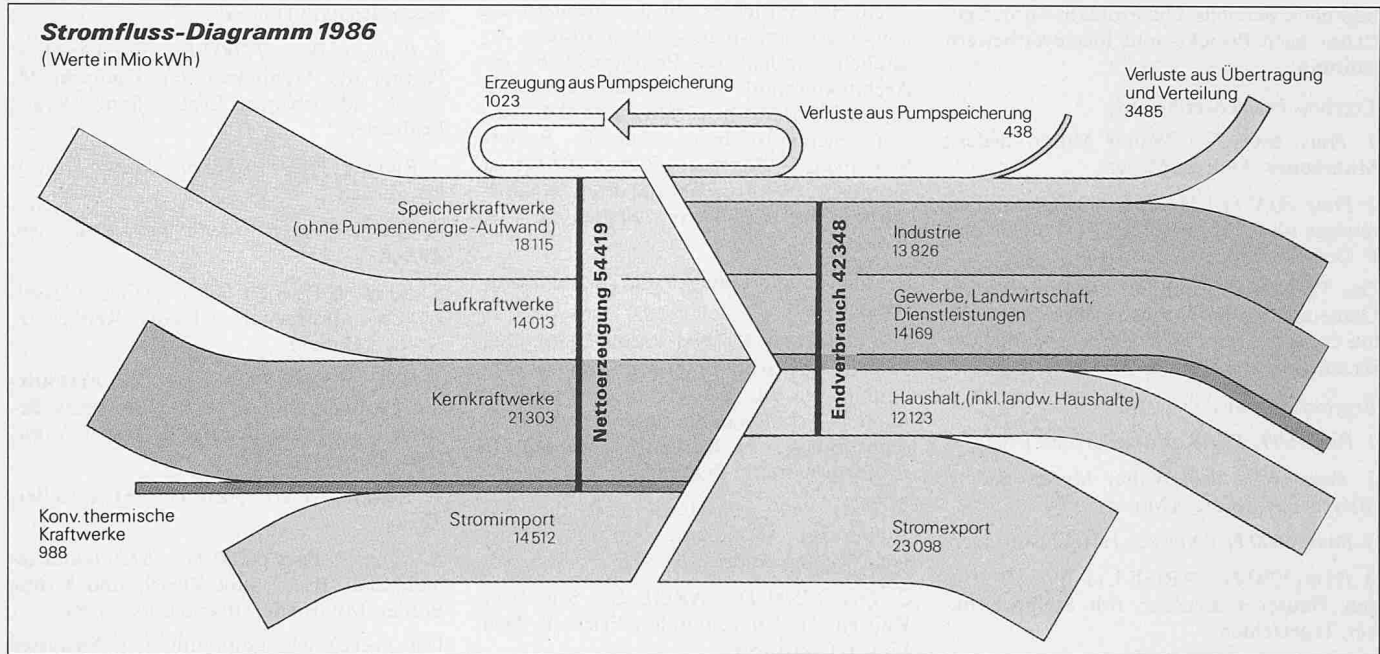 Stromfluss-Diagramm 1986
(Werte in Mio kWh)
Erzeugung aus Pumpspeicherung
1023
Verluste aus Pumpspeicherung
438
Verluste aus Übertragung
und Verteilung
3485
Speicherkraftwerke
(ohne Pumpenenergie-Aufwand)
18115
Laufkraftwerke
14013
Kernkraftwerke
21303
Konv. thermische
Kraftwerke
988
Stromimport
14512
Nettoerzeugung 54419
Endverbrauch 42348
Industrie
13826
Gewerbe, Landwirtschaft,
Dienstleistungen
14169
Haushalt, (inkl. landw. Haushalte)
12123
Stromexport
23098